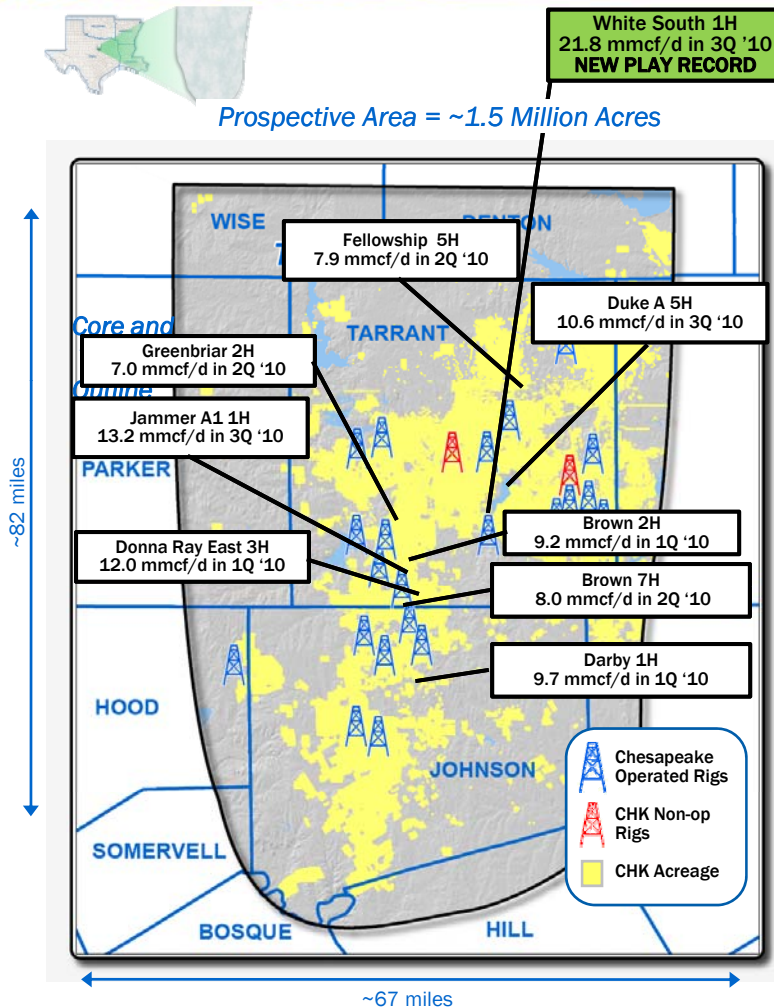 White South 1H
21.8 mmcf/d in 3Q ‘10
NEW PLAY RECORD
Prospective Area = ~1.5 Million Acres
WISE
DENTON
Fellowship 5H
7.9 mmcf/d in 2Q ‘10
Duke A 5H
10.6 mmcf/d in 3Q ‘10
Core and
TARRANT
Greenbriar 2H
7.0 mmcf/d in 2Q ‘10
Outline
Jammer A1 1H
13.2 mmcf/d in 3Q ‘10
PARKER
~82 miles
Brown 2H
9.2 mmcf/d in 1Q ‘10
Donna Ray East 3H
12.0 mmcf/d in 1Q ‘10
Brown 7H
8.0 mmcf/d in 2Q ‘10
Darby 1H
9.7 mmcf/d in 1Q ‘10
HOOD
JOHNSON
Chesapeake
Operated Rigs
CHK Non-op
Rigs
CHK Acreage
SOMERVELL
BOSQUE
HILL
~67 miles